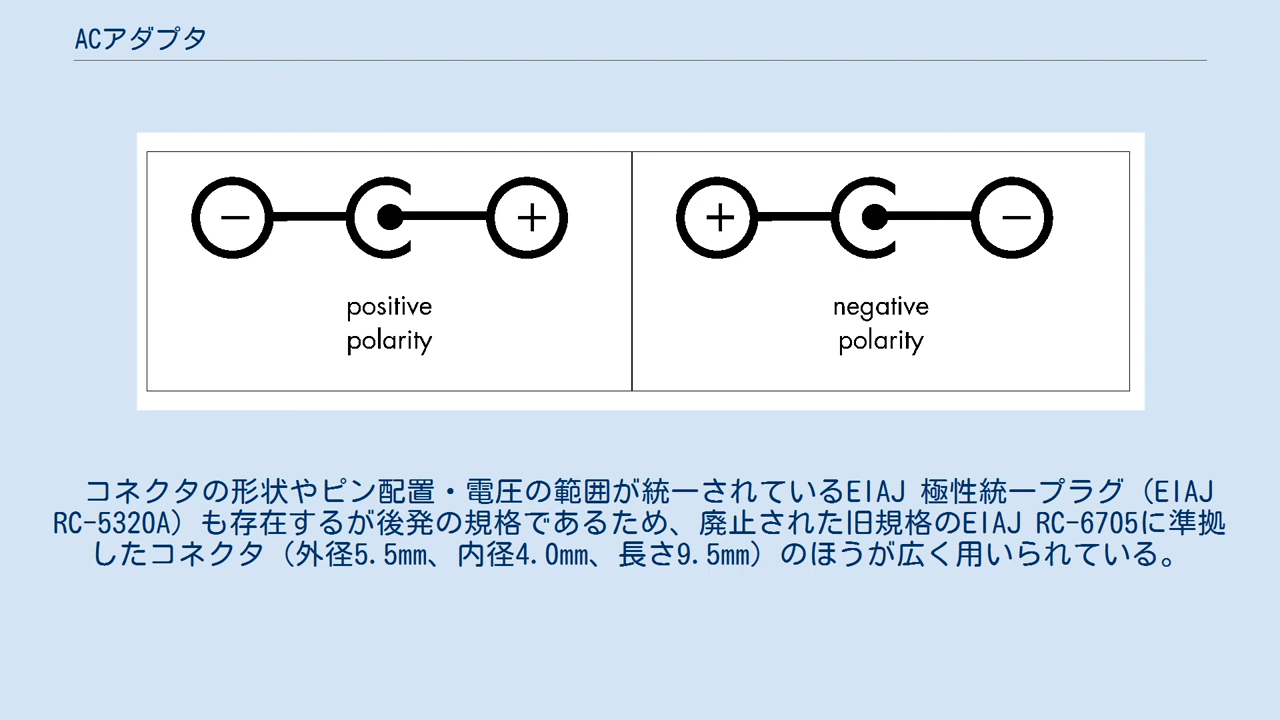 ACアダプタ
− +
+ −
positive
polarity
negative
polarity
コネクタの形状やピン配置・電圧の範囲が統一されているEIAJ 極性統一プラグ（EIAJ
RC-5320A）も存在するが後発の規格であるため、廃止された旧規格のEIAJ RC-6705に準拠
したコネクタ（外径5.5mm、内径4.0mm、長さ9.5mm）のほうが広く用いられている。